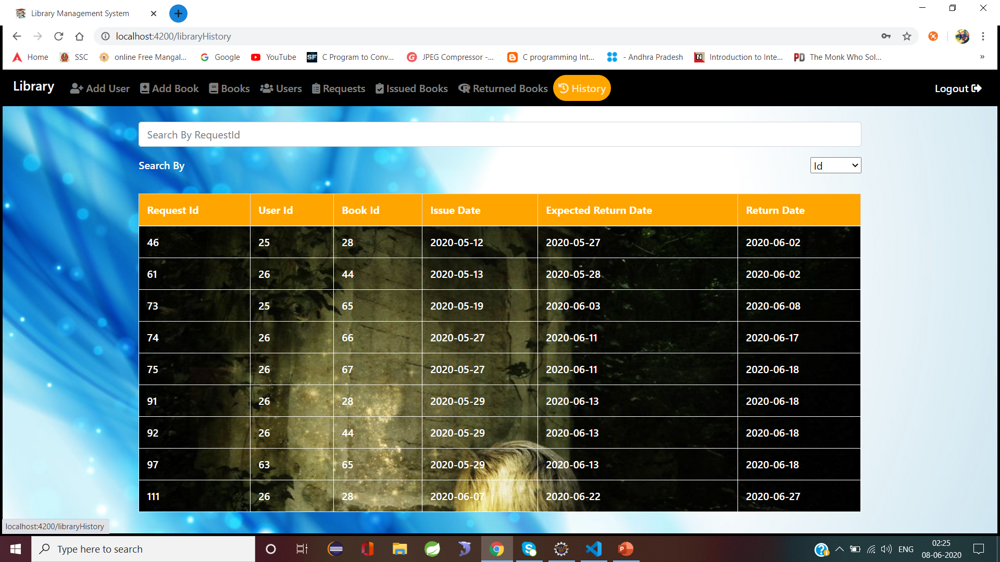 Library Management System
localhost:4200/libraryHistory
Home SSC online Free Mangal... Google YouTube SF C Program to Conv... G JPEG Compressor -... C programming Int... - Andhra Pradesh N Introduction to Inte... PD The Monk Who Sol... »
Library Add User Add Book Books Users Requests Issued Books Returned Books History Logout
Search By RequestId
Search By Id
Request Id User Id Book Id Issue Date Expected Return Date Return Date
46 25 28 2020-05-12 2020-05-27 2020-06-02
61 26 44 2020-05-13 2020-05-28 2020-06-02
73 25 65 2020-05-19 2020-06-03 2020-06-08
74 26 66 2020-05-27 2020-06-11 2020-06-17
75 26 67 2020-05-27 2020-06-11 2020-06-18
91 26 28 2020-05-29 2020-06-13 2020-06-18
92 26 44 2020-05-29 2020-06-13 2020-06-18
97 63 65 2020-05-29 2020-06-13 2020-06-18
111 26 28 2020-06-07 2020-06-22 2020-06-27
localhost:4200/libraryHistory
Type here to search
ENG
02:25
08-06-2020